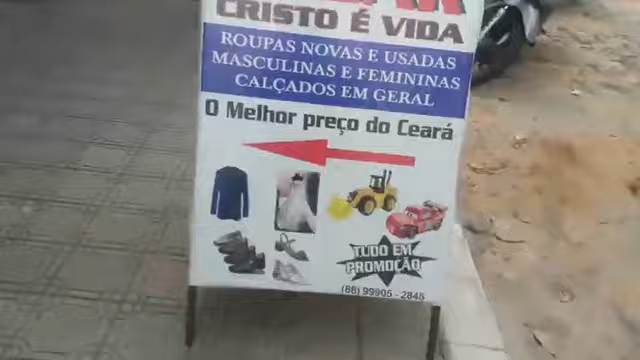 CRISTO É VIDA
ROUPAS NOVAS E USADAS
MASCULINAS E FEMININAS
CALÇADOS EM GERAL
O Melhor preço do Ceará
TUDO EM
PROMOÇÃO
(88) 99905-2845